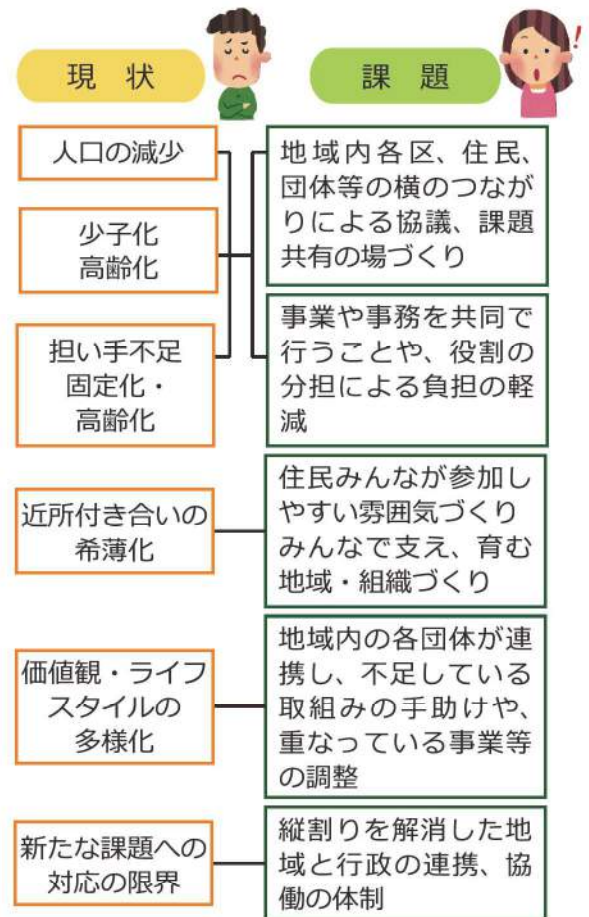 現 状
課 題
人口の減少
少子化
高齢化
担い手不足
固定化・
高齢化
地域内各区、住民、
団体等の横のつなが
りによる協議、課題
共有の場づくり
事業や事務を共同で
行うことや、役割の
分担による負担の軽
減
近所付き合いの
希薄化
住民みんなが参加し
やすい雰囲気づくり
みんなで支え、育む
地域・組織づくり
価値観・ライフ
スタイルの
多様化
地域内の各団体が連
携し、不足している
取組みの手助けや、
重なっている事業等
の調整
新たな課題への
対応の限界
縦割りを解消した地
域と行政の連携、協
働の体制